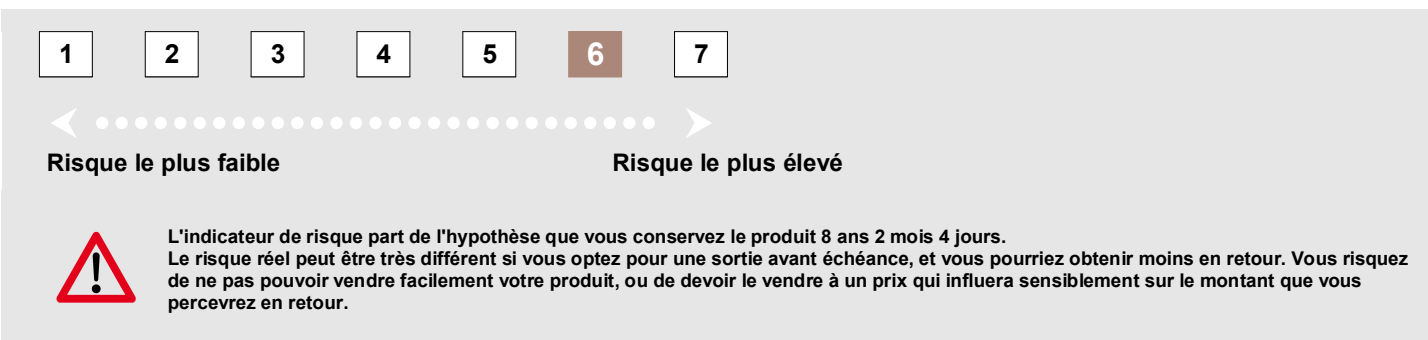 1 2 3 4 5 6 7
Risque le plus faible Risque le plus élevé
L'indicateur de risque part de l'hypothèse que vous conservez le produit 8 ans 2 mois 4 jours.
Le risque réel peut être très différent si vous optez pour une sortie avant échéance, et vous pourriez obtenir moins en retour. Vous risquez
de ne pas pouvoir vendre facilement votre produit, ou de devoir le vendre à un prix qui influera sensiblement sur le montant que vous
percevrez en retour.